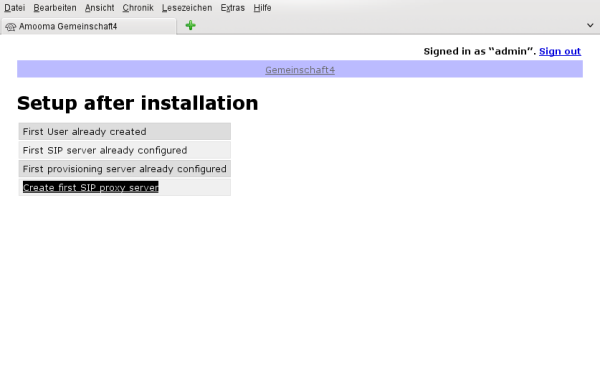 Datei Bearbeiten Ansicht Chronik Lesezeichen Extras Hilfe
Amooma Gemeinschaft4
Signed in as “admin”. Sign out
Gemeinschaft4
Setup after installation
First User already created
First SIP server already configured
First provisioning server already configured
Create first SIP proxy server